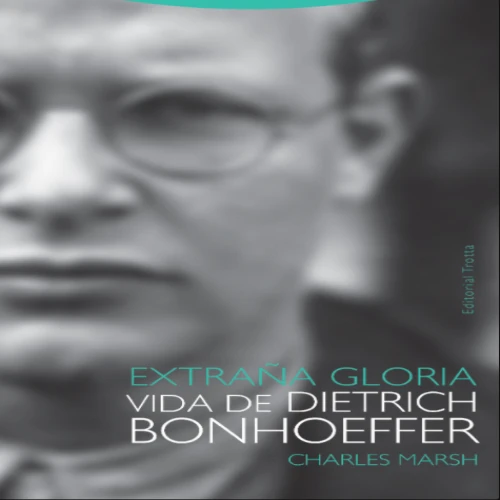 Editorial Trotta
EXTRAÑA GLORIA
VIDA DE DIETRICH
BONHOEFFER
CHARLES MARSH